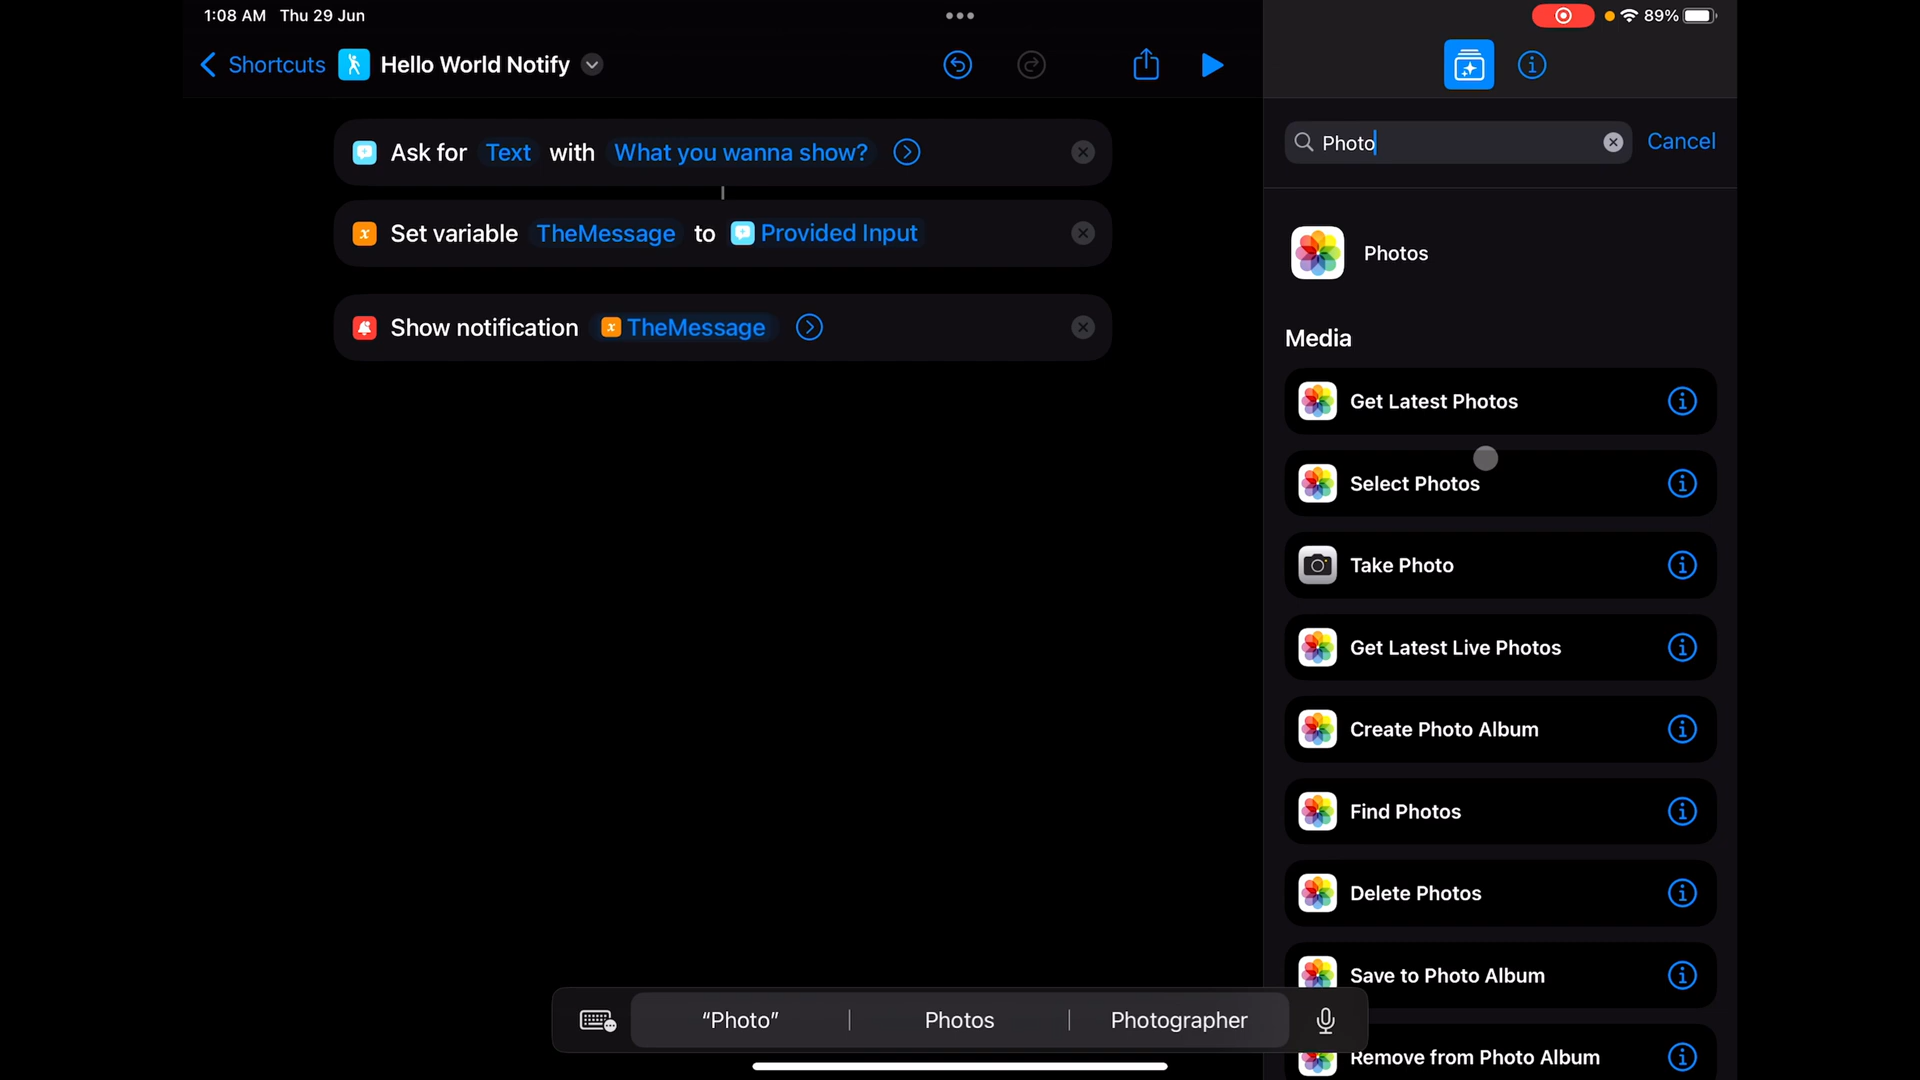 1:08 AM Thu 29 Jun
89%
Shortcuts
Hello World Notify
Ask for Text with What you wanna show?
Set variable x TheMessage to Provided Input
Show notification x TheMessage
Photo
Cancel
Photos
Media
Get Latest Photos
Select Photos
Take Photo
Get Latest Live Photos
Create Photo Album
Find Photos
Delete Photos
Save to Photo Album
Remove from Photo Album
“Photo”
Photos
Photographer